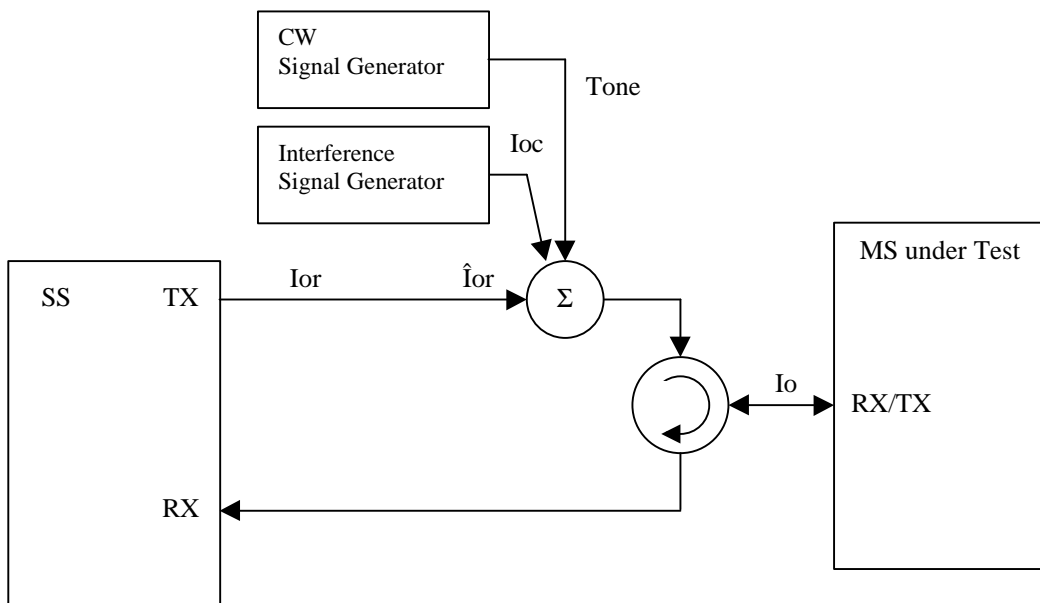 CW
Signal Generator
Tone
Ioc
Interference
Signal Generator
MS under Test
SS
TX
Ior
Îor
Σ
Io
RX/TX
RX